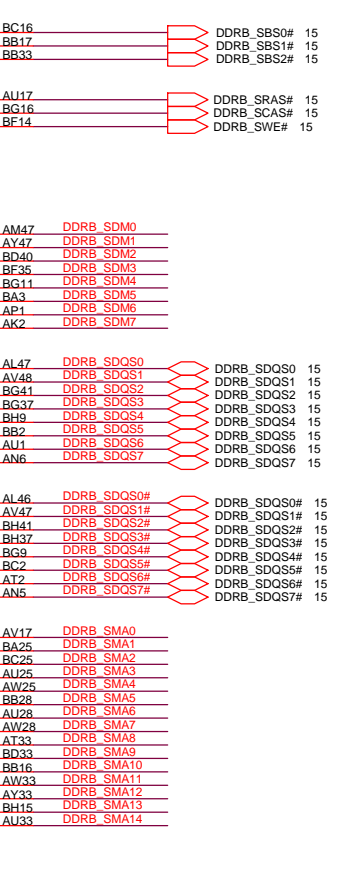 BC16 DDRB_SBS0# 15
BB17 DDRB_SBS1# 15
BB33 DDRB_SBS2# 15
AU17 DDRB_SRAS# 15
BG16 DDRB_SCAS# 15
BF14 DDRB_SWE# 15
AM47 DDRB_SDM0
AY47 DDRB_SDM1
BD40 DDRB_SDM2
BF35 DDRB_SDM3
BG11 DDRB_SDM4
BA3 DDRB_SDM5
AP1 DDRB_SDM6
AK2 DDRB_SDM7
AL47 DDRB_SDQS0 DDRB_SDQS0 15
AV48 DDRB_SDQS1 DDRB_SDQS1 15
BG41 DDRB_SDQS2 DDRB_SDQS2 15
BG37 DDRB_SDQS3 DDRB_SDQS3 15
BH9 DDRB_SDQS4 DDRB_SDQS4 15
BB2 DDRB_SDQS5 DDRB_SDQS5 15
AU1 DDRB_SDQS6 DDRB_SDQS6 15
AN6 DDRB_SDQS7 DDRB_SDQS7 15
AL46 DDRB_SDQS0# DDRB_SDQS0# 15
AV47 DDRB_SDQS1# DDRB_SDQS1# 15
BH41 DDRB_SDQS2# DDRB_SDQS2# 15
BH37 DDRB_SDQS3# DDRB_SDQS3# 15
BG9 DDRB_SDQS4# DDRB_SDQS4# 15
BC2 DDRB_SDQS5# DDRB_SDQS5# 15
AT2 DDRB_SDQS6# DDRB_SDQS6# 15
AN5 DDRB_SDQS7# DDRB_SDQS7# 15
AV17 DDRB_SMA0
BA25 DDRB_SMA1
BC25 DDRB_SMA2
AU25 DDRB_SMA3
AW25 DDRB_SMA4
BB28 DDRB_SMA5
AU28 DDRB_SMA6
AW28 DDRB_SMA7
AT33 DDRB_SMA8
BD33 DDRB_SMA9
BB16 DDRB_SMA10
AW33 DDRB_SMA11
AY33 DDRB_SMA12
BH15 DDRB_SMA13
AU33 DDRB_SMA14